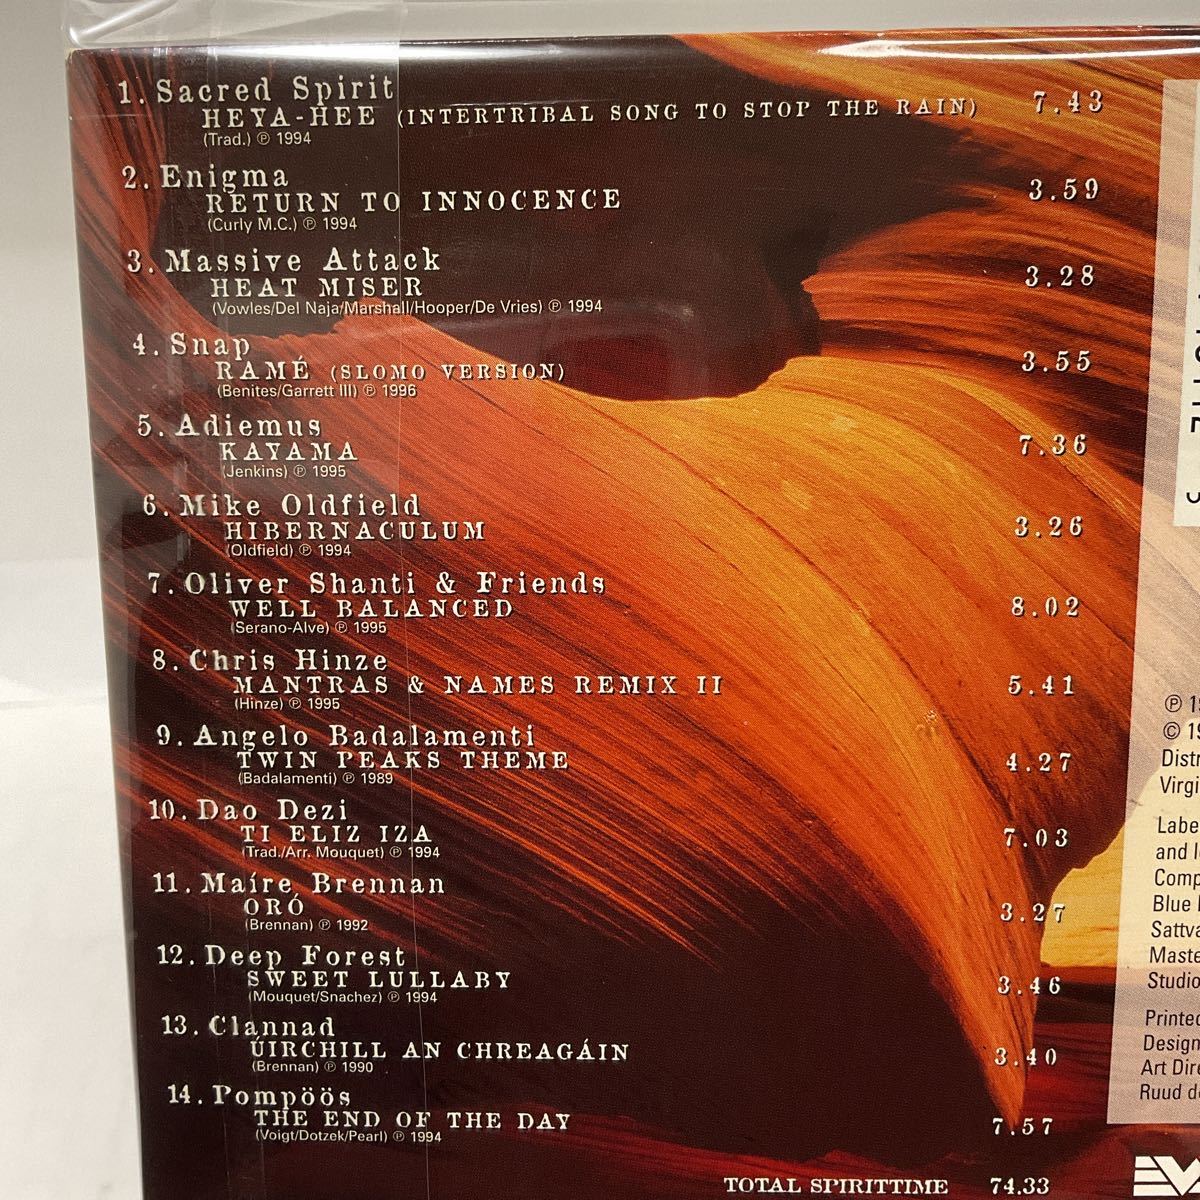 1. Sacred Spirit
HEYA-HEE (INTERTRIBAL SONG TO STOP THE RAIN) 7.43
(Trad.) ℗ 1994
2. Enigma
RETURN TO INNOCENCE 3.59
(Curly M.C.) ℗ 1994
3. Massive Attack
HEAT MISER 3.28
(Vowles/Del Naja/Marshall/Hooper/De Vries) ℗ 1994
4. Snap
RAMÉ (SLOMO VERSION) 3.55
(Benites/Garrett III) ℗ 1996
5. Adiemus
KAYAMA 7.36
(Jenkins) ℗ 1995
6. Mike Oldfield
HIBERNACULUM 3.26
(Oldfield) ℗ 1994
7. Oliver Shanti & Friends
WELL BALANCED 8.02
(Serano-Alve) ℗ 1995
8. Chris Hinze
MANTRAS & NAMES REMIX II 5.41
(Hinze) ℗ 1995
9. Angelo Badalamenti
TWIN PEAKS THEME 4.27
(Badalamenti) ℗ 1989
10. Dao Dezi
TI ELIZ IZA 7.03
(Trad./Arr. Mouquet) ℗ 1994
11. Maíre Brennan
ORÓ 3.27
(Brennan) ℗ 1992
12. Deep Forest
SWEET LULLABY 3.46
(Mouquet/Snachez) ℗ 1994
13. Clannad
ÚIRCHILL AN CHREAGÁIN 3.40
(Brennan) ℗ 1990
14. Pompöös
THE END OF THE DAY 7.57
(Voigt/Dotzek/Pearl) ℗ 1994
TOTAL SPIRITTIME 74.33
℗ 19
© 19
Distr
Virgi
Labe
and l
Comp
Blue
Sattva
Maste
Studio
Printed
Design
Art Dire
Ruud d